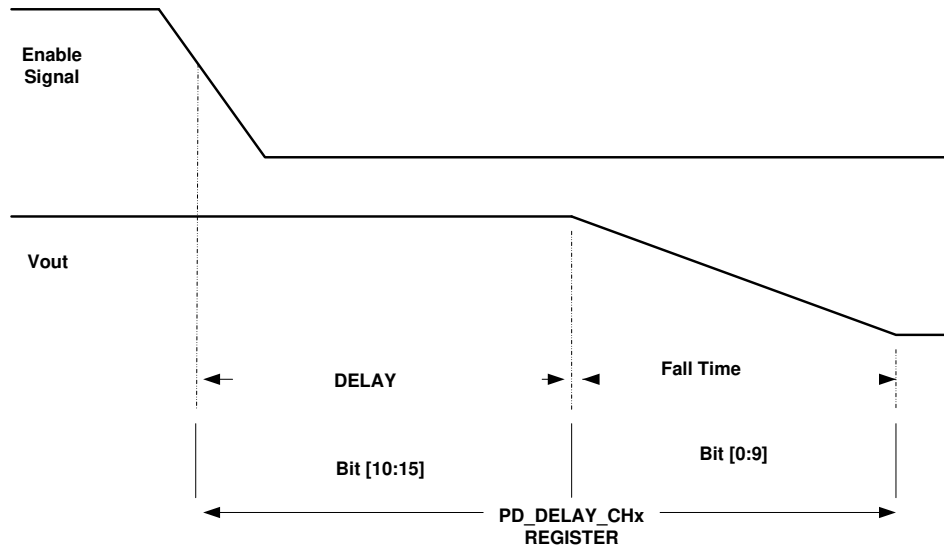 Enable
Signal
Vout
DELAY
Fall Time
Bit [10:15]
Bit [0:9]
PD_DELAY_CHx
REGISTER